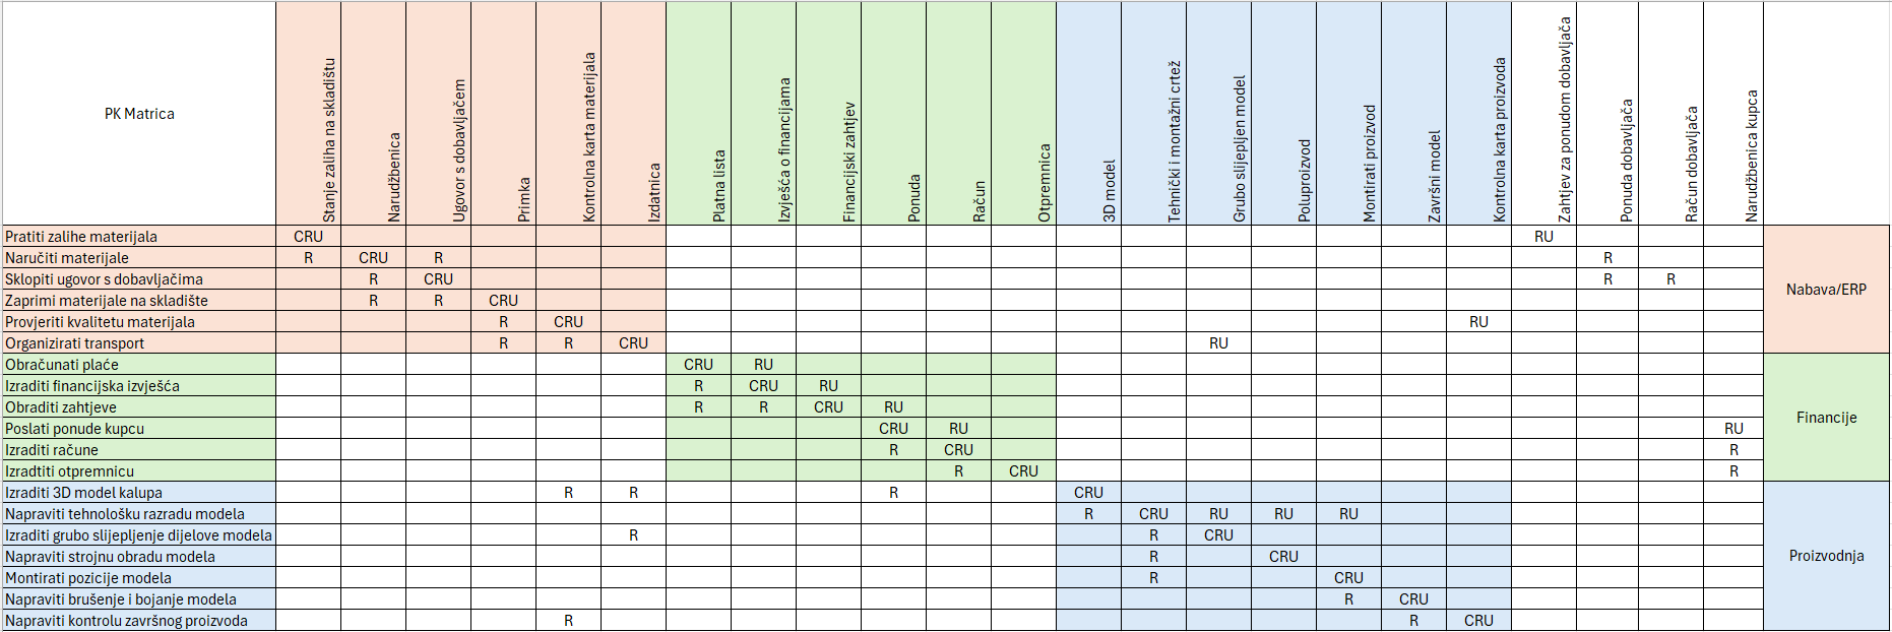 PK Matrica
Stanje zaliha na skladištu
Narudžbenica
Ugovor s dobavljačem
Primka
Kontrolna karta materijala
Izdatnica
Platna lista
Izvješća o financijama
Financijski zahtjev
Ponuda
Račun
Otpremnica
3D model
Tehnički i montažni crtež
Grubo slijepljen model
Poluproizvod
Montirati proizvod
Završni model
Kontrolna karta proizvoda
Zahtjev za ponudom dobavljača
Ponuda dobavljača
Račun dobavljača
Narudžbenica kupca
Pratiti zalihe materijala CRU RU
Naručiti materijale R CRU R R
Sklopiti ugovor s dobavljačima R CRU R R
Zaprimi materijale na skladište R R CRU
Nabava/ERP
Provjeriti kvalitetu materijala R CRU RU
Organizirati transport R R CRU RU
Obračunati plaće CRU RU
Izraditi financijska izvješća R CRU RU
Obraditi zahtjeve R R CRU RU
Financije
Poslati ponude kupcu CRU RU RU
Izraditi račune R CRU R
Izradtiti otpremnicu R CRU R
Izraditi 3D model kalupa R R R CRU
Napraviti tehnološku razradu modela R CRU RU RU RU
Izraditi grubo slijepljenje dijelove modela R R CRU
Napraviti strojnu obradu modela R CRU
Proizvodnja
Montirati pozicije modela R CRU
Napraviti brušenje i bojanje modela R CRU
Napraviti kontrolu završnog proizvoda R R CRU